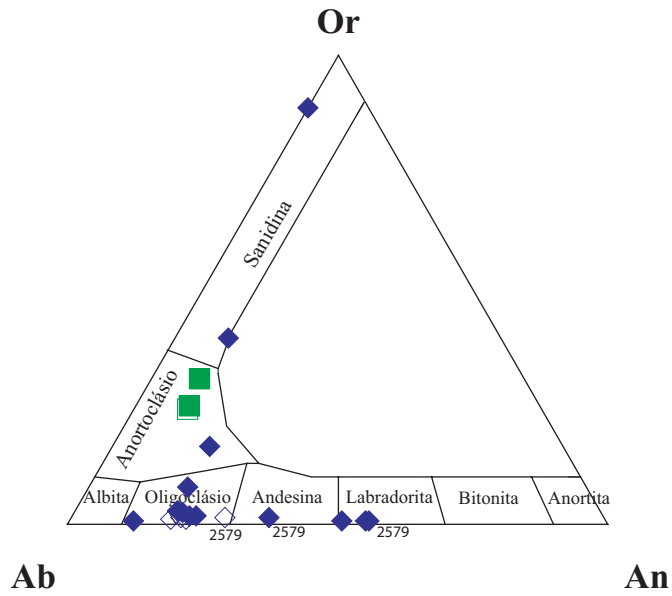 Or
Sanidina
Anortoclásio
Albita Oligoclásio Andesina Labradorita Bitonita Anortita
2579 2579 2579
Ab An